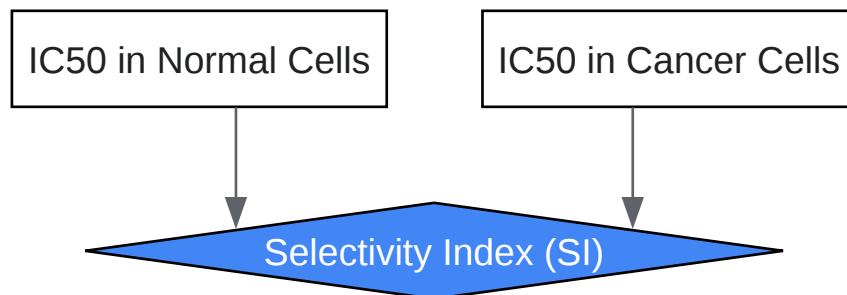 IC50 in Normal Cells
IC50 in Cancer Cells
Selectivity Index (SI)